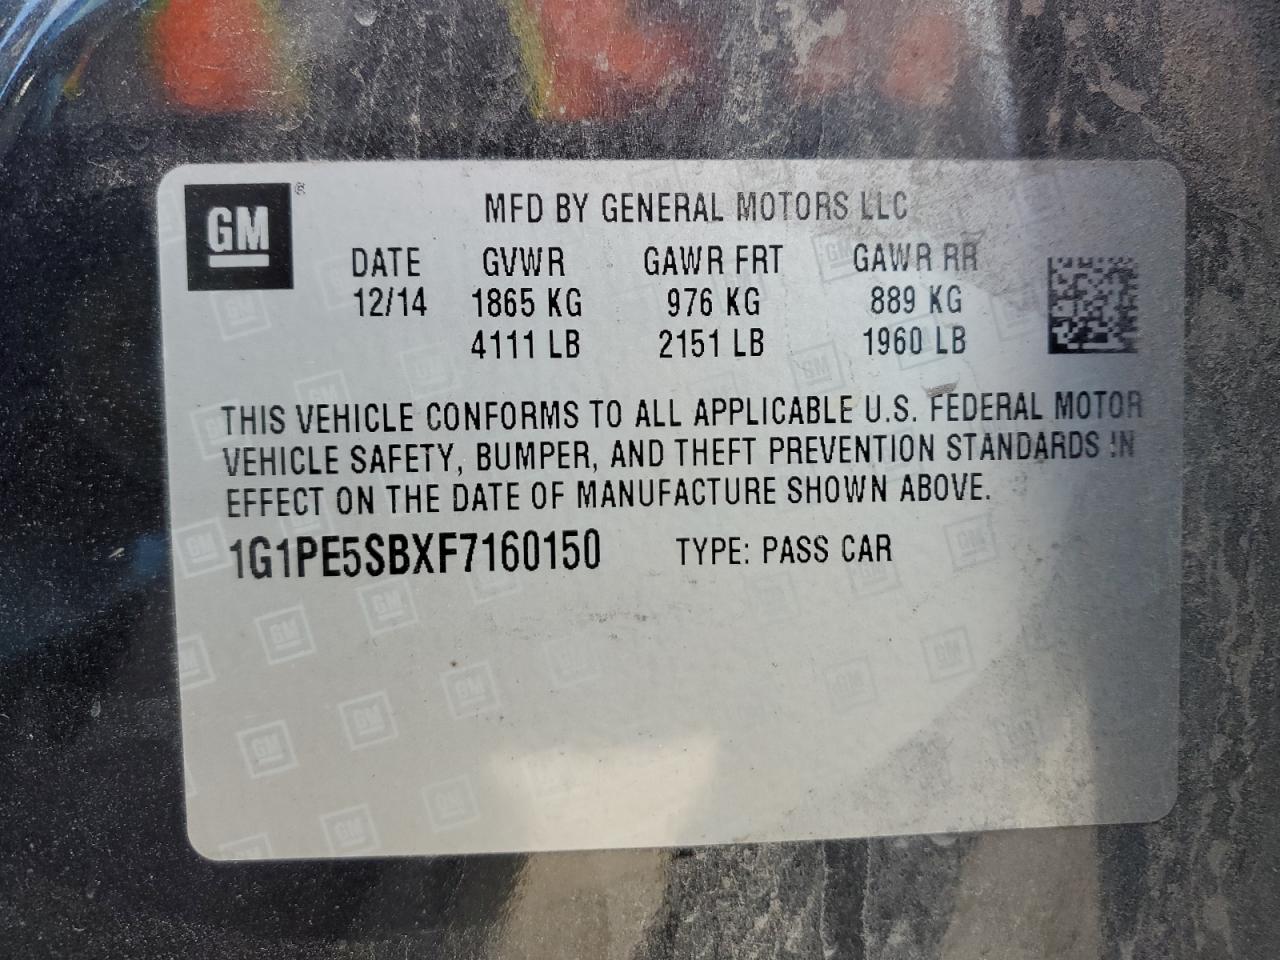 GM ®
MFD BY GENERAL MOTORS LLC
DATE GVWR GAWR FRT GAWR RR
12/14 1865 KG 976 KG 889 KG
4111 LB 2151 LB 1960 LB
THIS VEHICLE CONFORMS TO ALL APPLICABLE U.S. FEDERAL MOTOR
VEHICLE SAFETY, BUMPER, AND THEFT PREVENTION STANDARDS IN
EFFECT ON THE DATE OF MANUFACTURE SHOWN ABOVE.
1G1PE5SBXF7160150 TYPE: PASS CAR